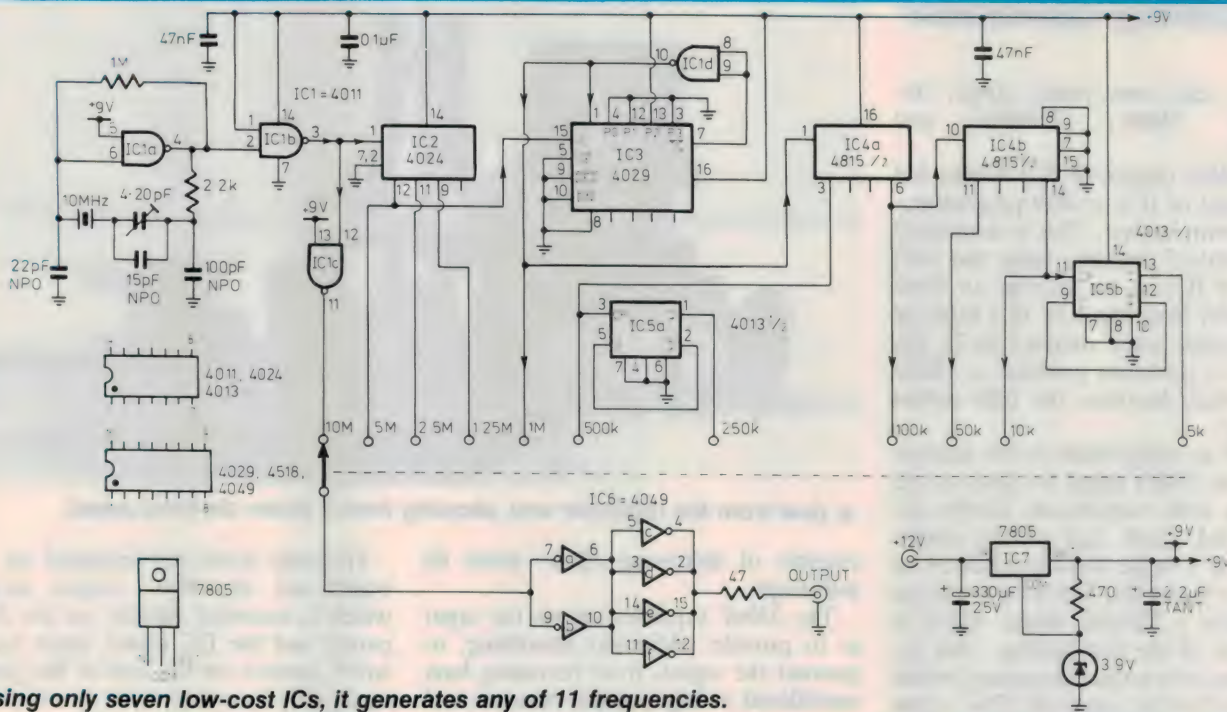 47nF
0.1µF
47nF
+9V
1M
IC1 = 4011
+9V
5
6
4
IC1a
1
2
14
IC1b
3
7
2.2k
10MHz
4-20pF
15pF
NPO
22pF
NPO
100pF
NPO
+9V
13
12
IC1c
11
14
1
7,2
IC2
4024
12 11 9
10
IC1d
8
9
1
4 12 13 3
P0 P1 P2 P3
15
5
9
10
8
7
16
IC3
4029
16
1
IC4a
4815 1/2
3
6
10
IC4b
4815 1/2
8
9
7
15
11
14
3
5
IC5a
1
2
7 4 6
4013 1/2
4013
14
11
9
IC5b
13
12
7 8 10
4011, 4024
4013
4029, 4518,
4049
7805
10M
5M
2.5M
1.25M
1M
500k
250k
100k
50k
10k
5k
IC6 = 4049
7
a
6
9
b
10
5
c
4
3
d
2
14
e
15
11
f
12
47
OUTPUT
+12V
330µF
25V
7805
IC7
COM
470
+9V
+9V
2.2µF
TANT
3.9V
sing only seven low-cost ICs, it generates any of 11 frequencies.